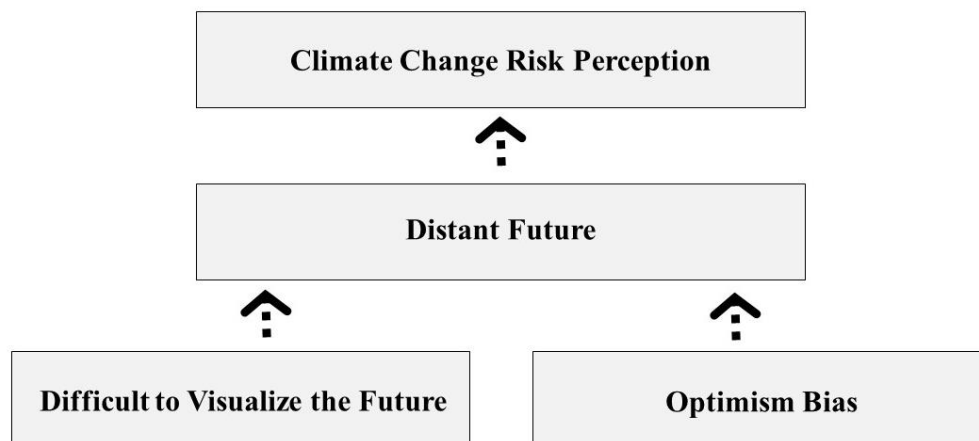 Climate Change Risk Perception
Distant Future
Difficult to Visualize the Future
Optimism Bias